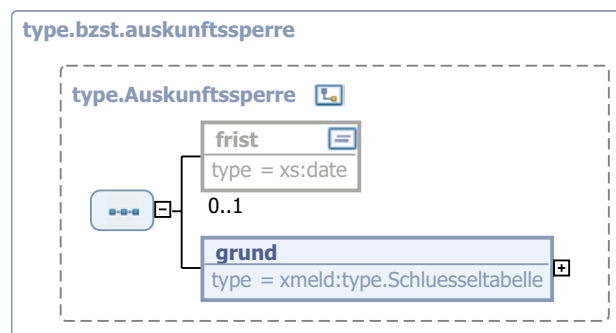 type.bzst.auskunftssperre
type.Auskunftssperre
frist
type = xs:date
0..1
grund
type = xmeld:type.Schluesseltabelle